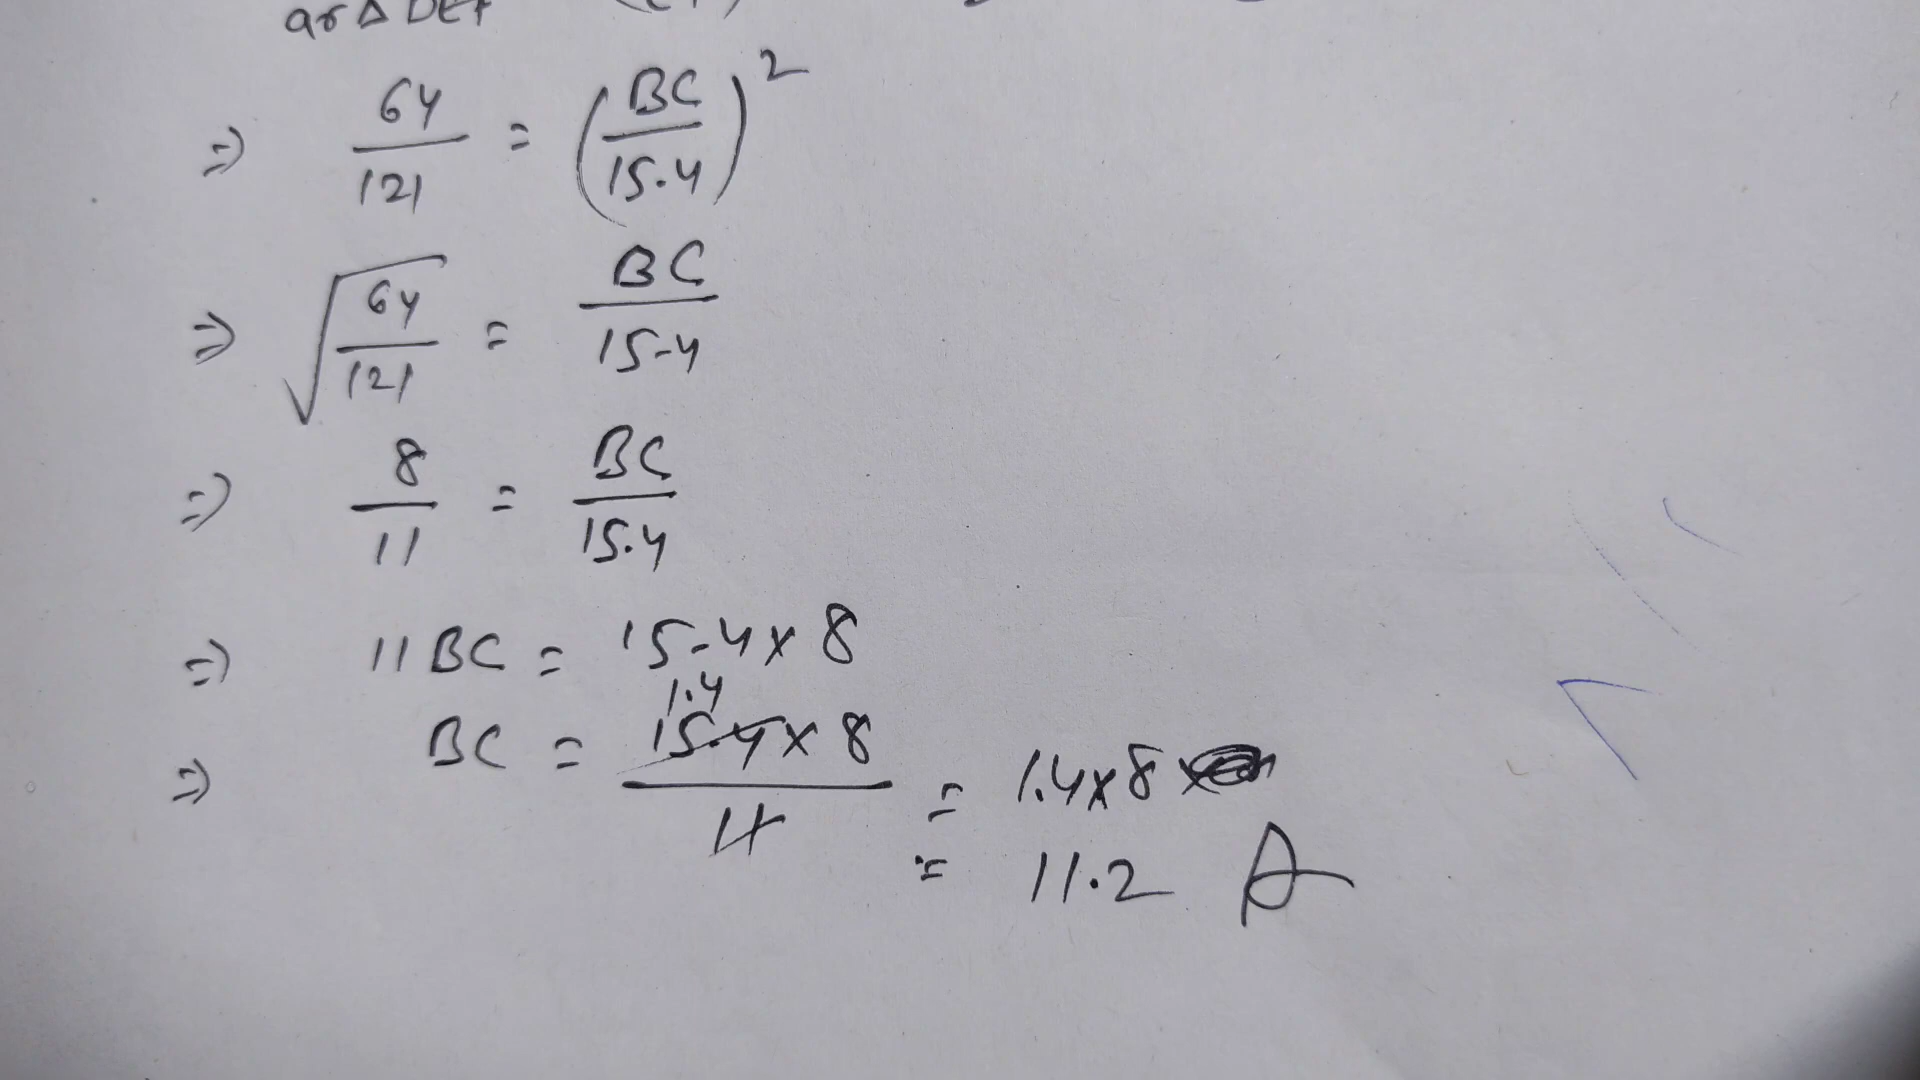 ar Δ DEF
⇒ 64/121 = (BC/15.4)²
⇒ √(64/121) = BC/15.4
⇒ 8/11 = BC/15.4
⇒ 11 BC = 15.4 x 8
1.4
⇒ BC = 15.4 x 8 / 11 = 1.4 x 8 x
= 11.2 A